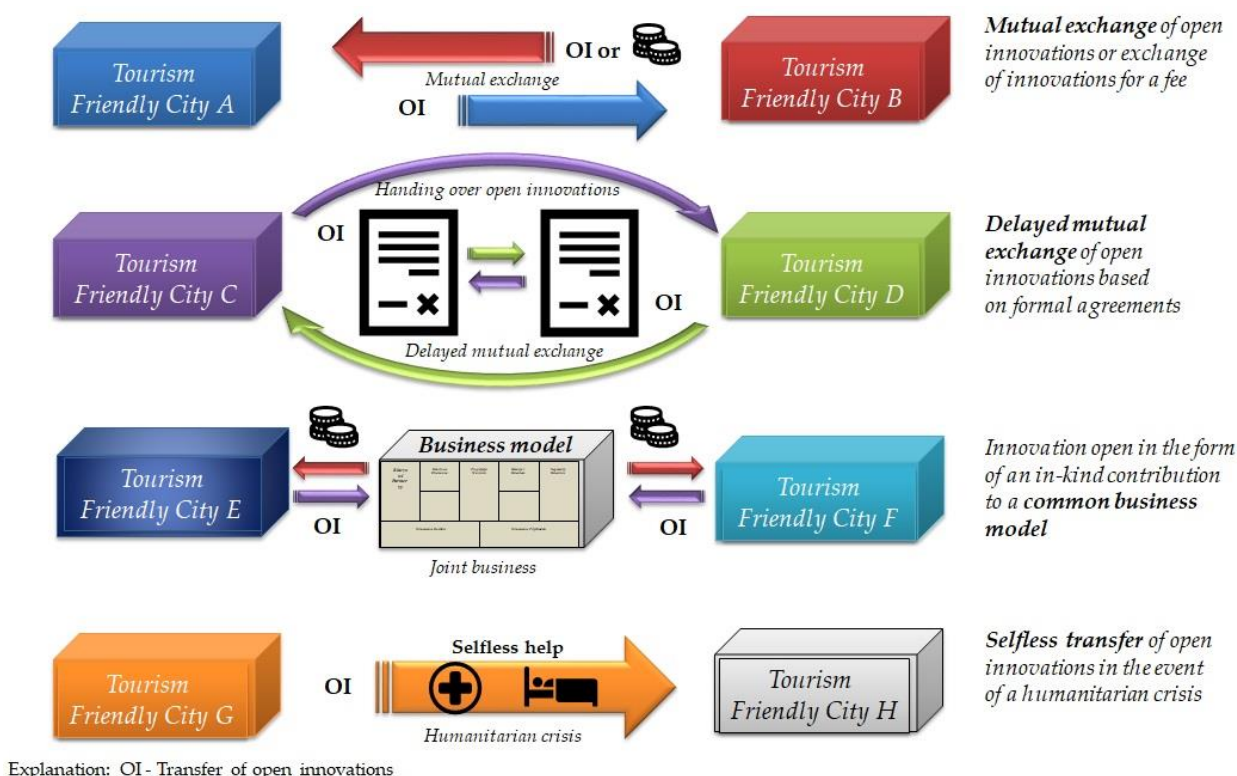 Tourism
Friendly City A
OI or
Mutual exchange
OI
Tourism
Friendly City B
Mutual exchange of open
innovations or exchange
of innovations for a fee
Handing over open innovations
Tourism
Friendly City C
OI
OI
Delayed mutual exchange
Tourism
Friendly City D
Delayed mutual
exchange of open
innovations based
on formal agreements
Tourism
Friendly City E
OI
Business model
Joint business
OI
Tourism
Friendly City F
Innovation open in the form
of an in-kind contribution
to a common business
model
Tourism
Friendly City G
OI
Selfless help
Humanitarian crisis
Tourism
Friendly City H
Selfless transfer of open
innovations in the event
of a humanitarian crisis
Explanation: OI - Transfer of open innovations